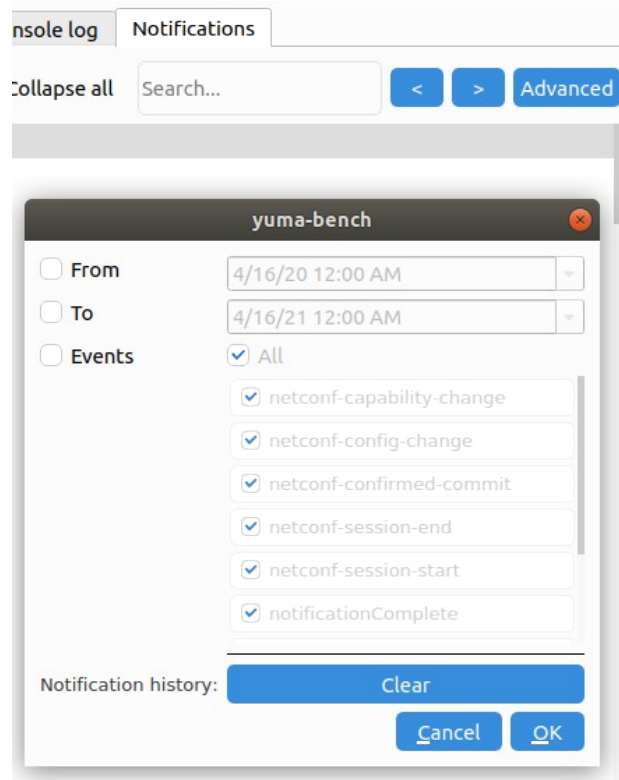 nsole log Notifications
Collapse all Search... < > Advanced
yuma-bench
From 4/16/20 12:00 AM
To 4/16/21 12:00 AM
Events All
netconf-capability-change
netconf-config-change
netconf-confirmed-commit
netconf-session-end
netconf-session-start
notificationComplete
Notification history: Clear
Cancel OK